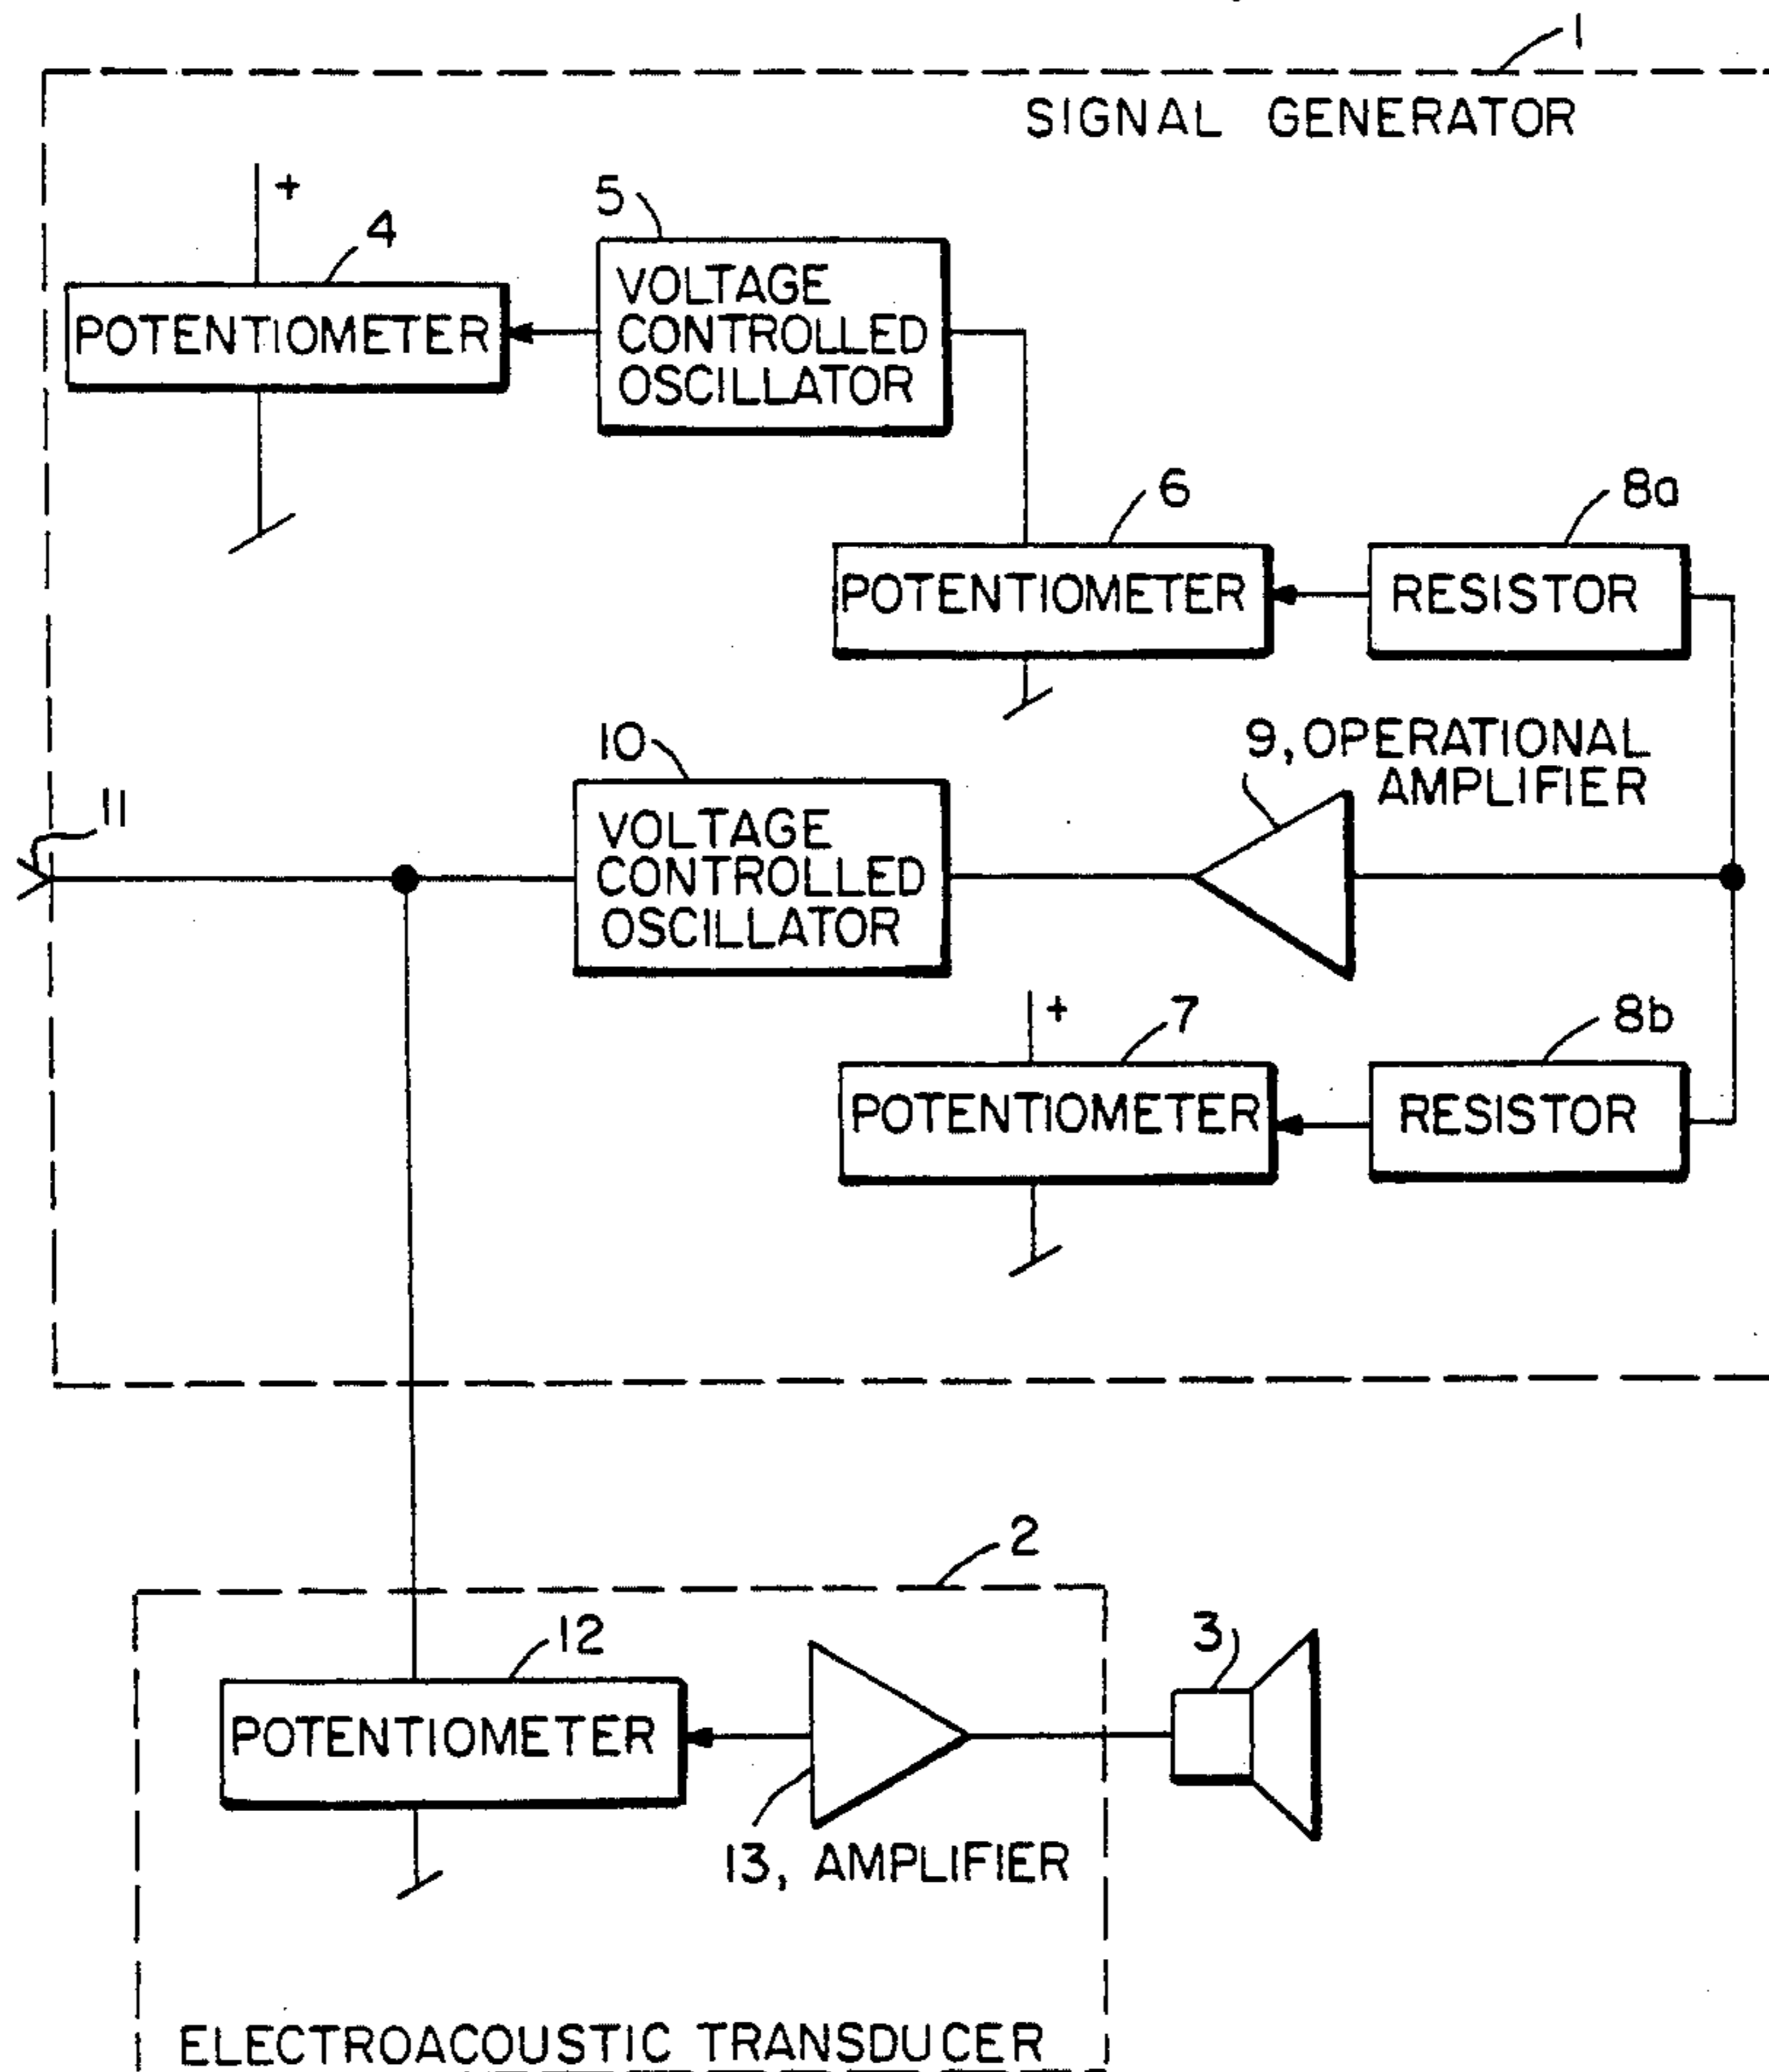 1
SIGNAL GENERATOR
+
4
5
POTENTIOMETER
VOLTAGE
CONTROLLED
OSCILLATOR
6
8a
POTENTIOMETER
RESISTOR
9, OPERATIONAL
AMPLIFIER
10
11
VOLTAGE
CONTROLLED
OSCILLATOR
+
7
8b
POTENTIOMETER
RESISTOR
2
12
3
POTENTIOMETER
13, AMPLIFIER
ELECTROACOUSTIC TRANSDUCER